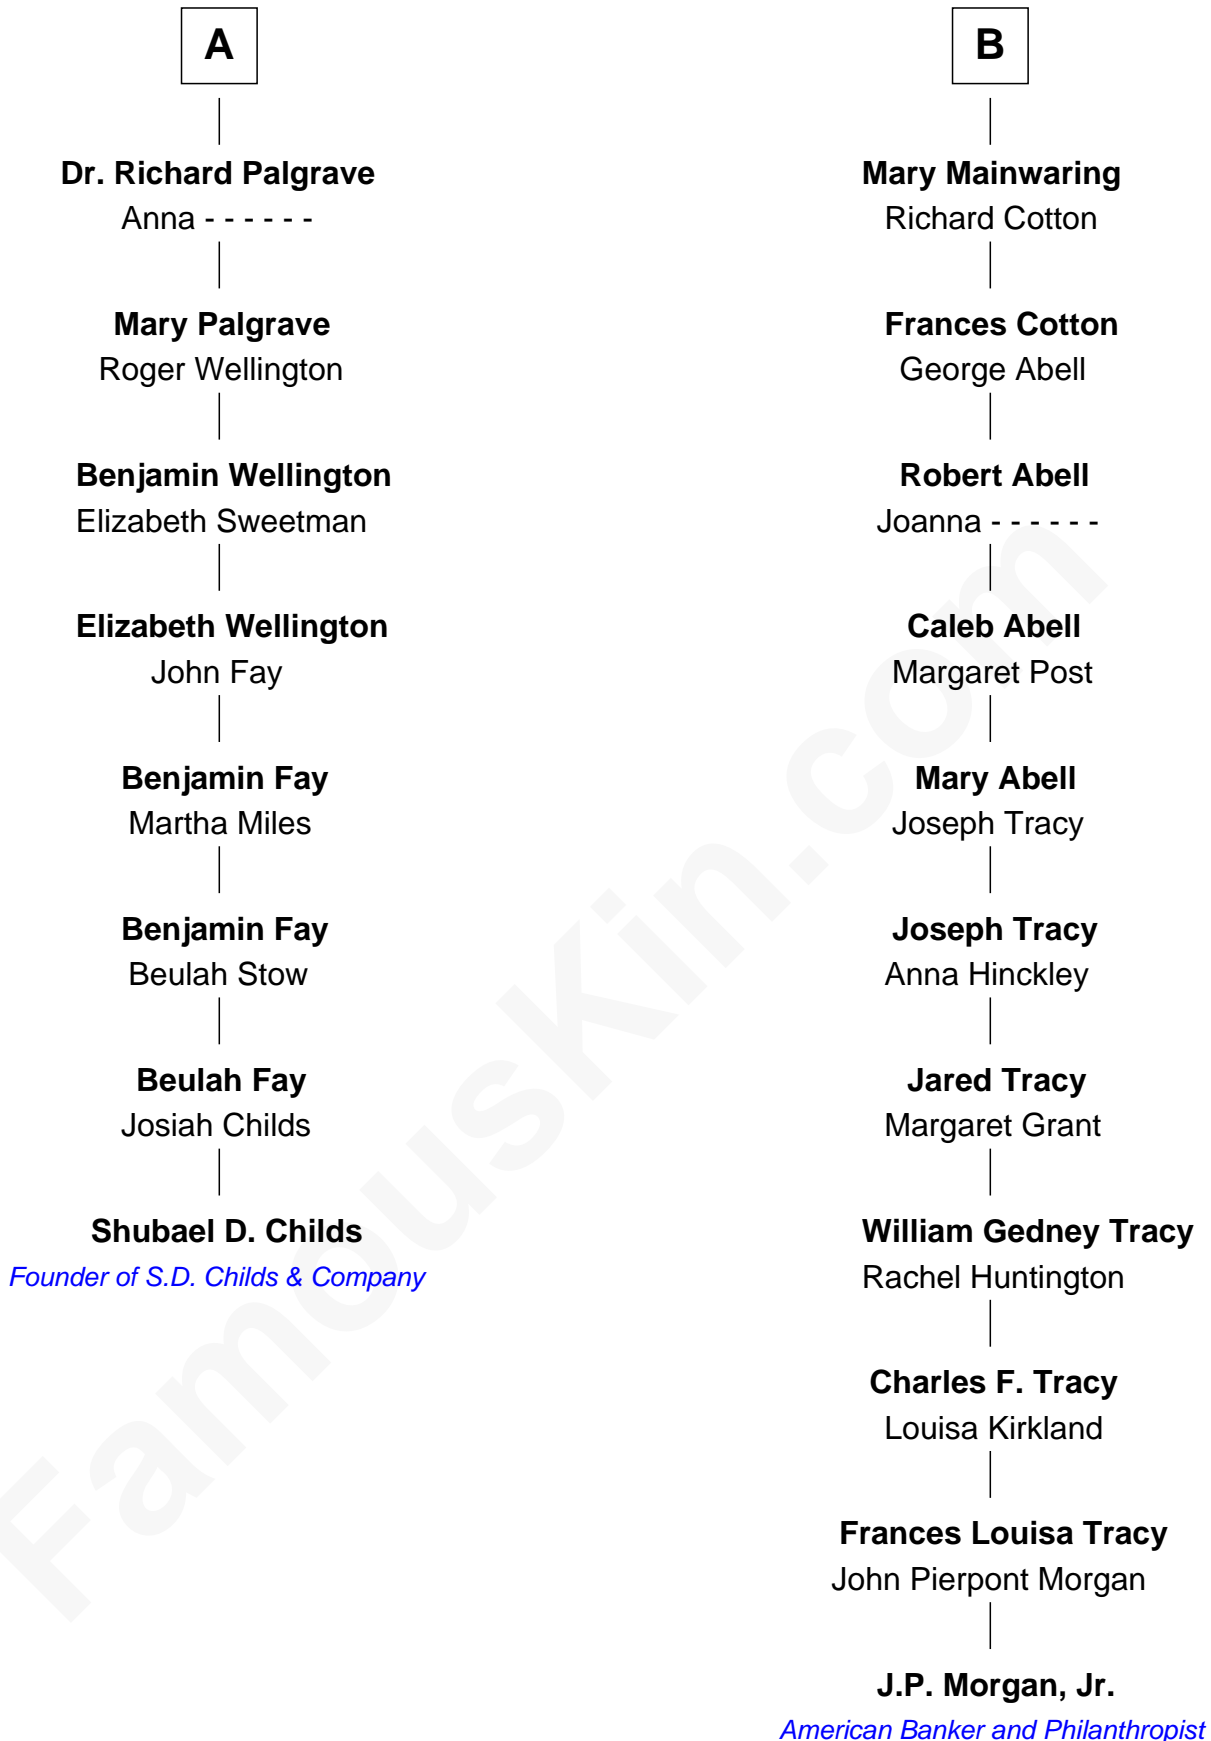 A
Dr. Richard Palgrave
Anna - - - - - -
Mary Palgrave
Roger Wellington
Benjamin Wellington
Elizabeth Sweetman
Elizabeth Wellington
John Fay
Benjamin Fay
Martha Miles
Benjamin Fay
Beulah Stow
Beulah Fay
Josiah Childs
Shubael D. Childs
Founder of S.D. Childs & Company
B
Mary Mainwaring
Richard Cotton
Frances Cotton
George Abell
Robert Abell
Joanna - - - - - -
Caleb Abell
Margaret Post
Mary Abell
Joseph Tracy
Joseph Tracy
Anna Hinckley
Jared Tracy
Margaret Grant
William Gedney Tracy
Rachel Huntington
Charles F. Tracy
Louisa Kirkland
Frances Louisa Tracy
John Pierpont Morgan
J.P. Morgan, Jr.
American Banker and Philanthropist
FamousKin.com